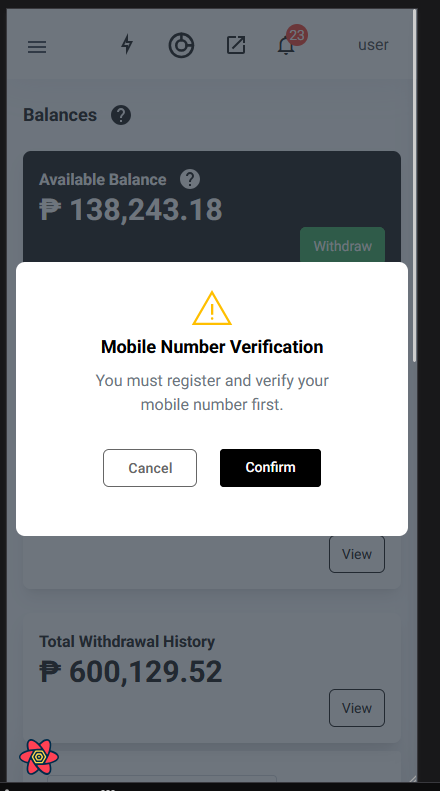 23
user
Balances
Available Balance
₱ 138,243.18
Withdraw
Mobile Number Verification
You must register and verify your
mobile number first.
Cancel
Confirm
View
Total Withdrawal History
₱ 600,129.52
View